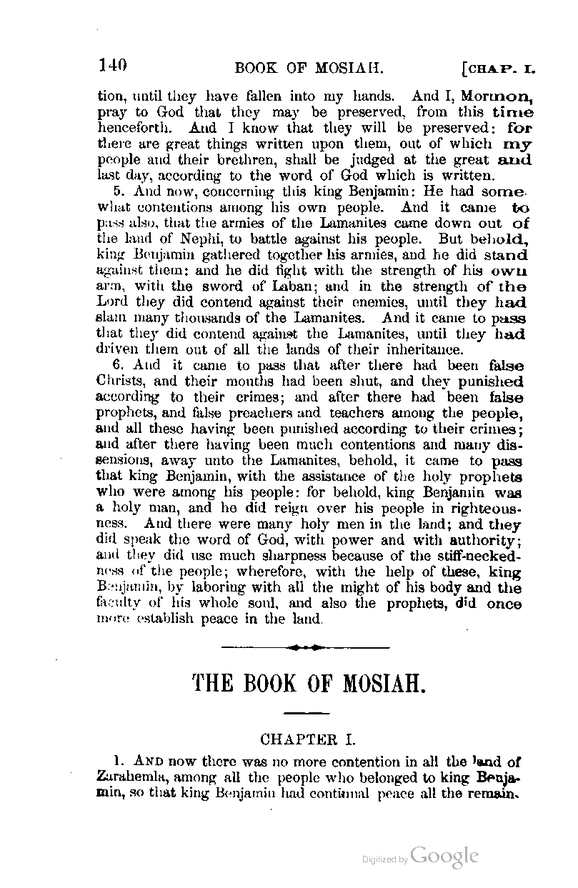 140 BOOK OF MOSIAH. [CHAP. I.
tion, until they have fallen into my hands. And I, Mormon,
pray to God that they may be preserved, from this time
henceforth. And I know that they will be preserved: for
there are great things written upon them, out of which my
people and their brethren, shall be judged at the great and
last day, according to the word of God which is written.
5. And now, concerning this king Benjamin: He had some-
what contentions among his own people. And it came to
pass also, that the armies of the Lamanites came down out of
the land of Nephi, to battle against his people. But behold,
king Benjamin gathered together his armies, and he did stand
against them: and he did fight with the strength of his own
arm, with the sword of Laban; and in the strength of the
Lord they did contend against their enemies, until they had
slain many thousands of the Lamanites. And it came to pass
that they did contend against the Lamanites, until they had
driven them out of all the lands of their inheritance.
6. And it came to pass that after there had been false
Christs, and their mouths had been shut, and they punished
according to their crimes; and after there had been false
prophets, and false preachers and teachers among the people,
and all these having been punished according to their crimes;
and after there having been much contentions and many dis-
sensions, away unto the Lamanites, behold, it came to pass
that king Benjamin, with the assistance of the holy prophets
who were among his people: for behold, king Benjamin was
a holy man, and he did reign over his people in righteous-
ness. And there were many holy men in the land; and they
did speak the word of God, with power and with authority;
and they did use much sharpness because of the stiff-necked-
ness of the people; wherefore, with the help of these, king
Benjamin, by laboring with all the might of his body and the
faculty of his whole soul, and also the prophets, did once
more establish peace in the land.
THE BOOK OF MOSIAH.
CHAPTER I.
1. AND now there was no more contention in all the land of
Zarahemla, among all the people who belonged to king Benja-
min, so that king Benjamin had continual peace all the remain-
Digitized by Google